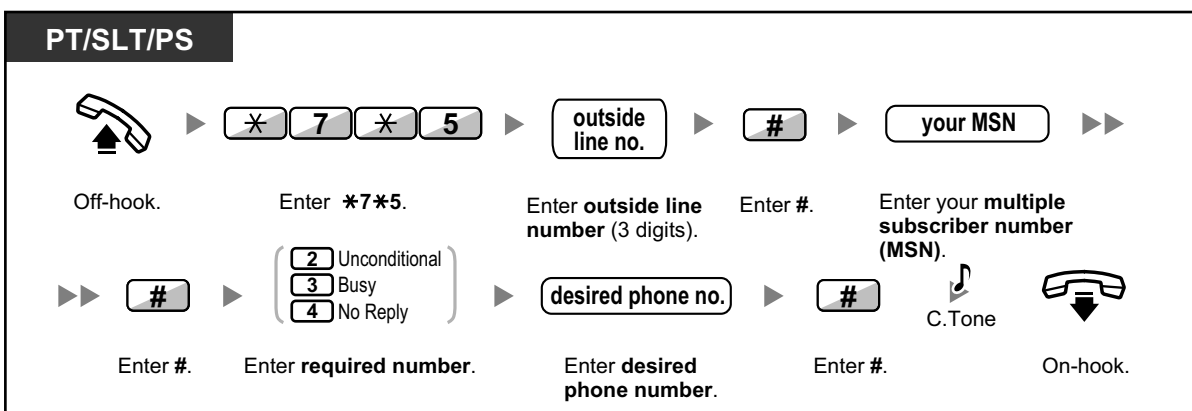 PT/SLT/PS
✳ 7 ✳ 5
outside
line no.
#
your MSN
Off-hook.
Enter ✳7✳5.
Enter outside line
number (3 digits).
Enter #.
Enter your multiple
subscriber number
(MSN).
#
2 Unconditional
3 Busy
4 No Reply
desired phone no.
#
C.Tone
Enter #.
Enter required number.
Enter desired
phone number.
Enter #.
On-hook.